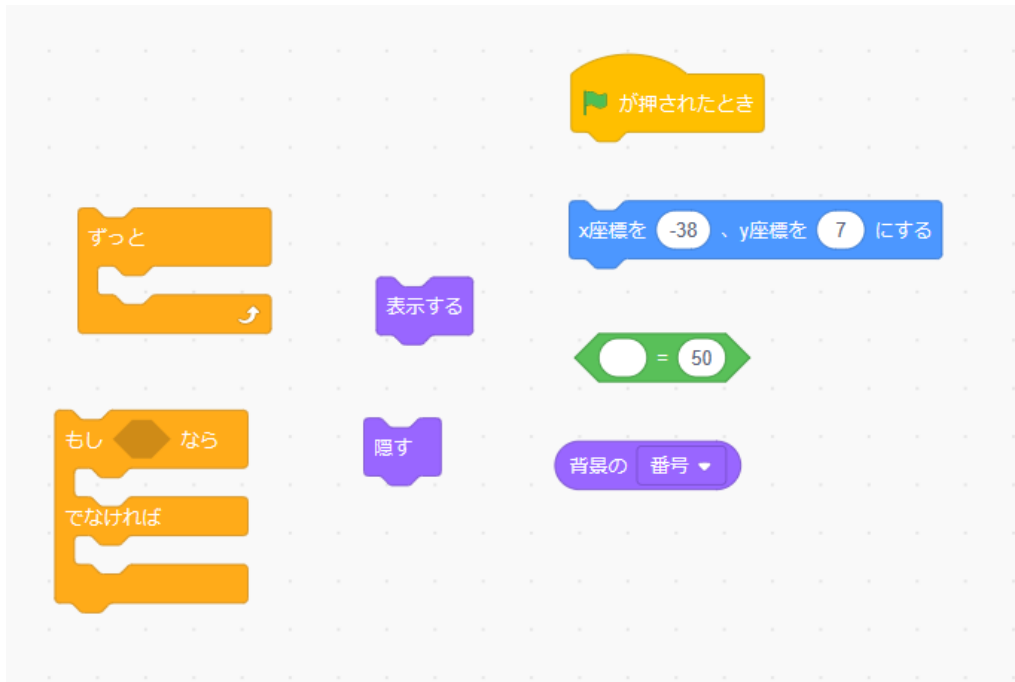 が押されたとき
ずっと
x座標を -38 、y座標を 7 にする
表示する
= 50
もし なら
隠す
背景の 番号
でなければ